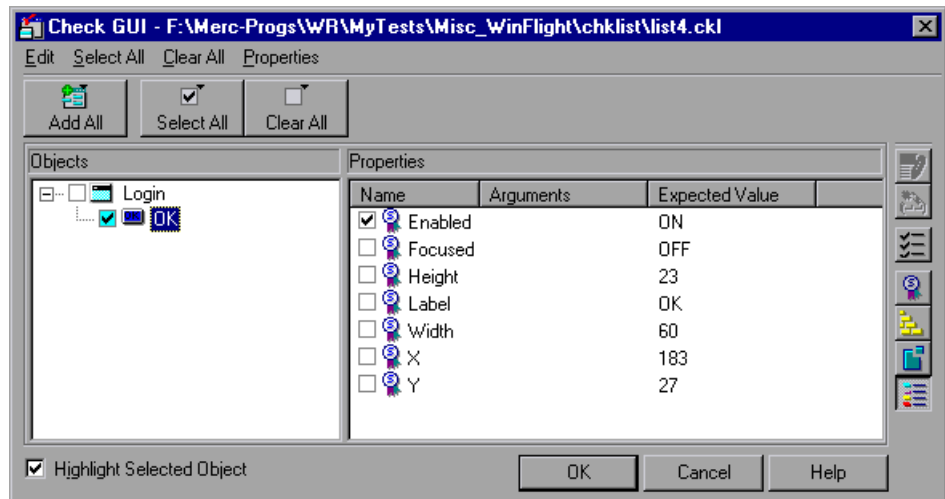 Check GUI - F:\Merc-Progs\WR\MyTests\Misc_WinFlight\chklist\list4.ckl
Edit Select All Clear All Properties
Add All Select All Clear All
Objects Properties
Login
OK
Name Arguments Expected Value
Enabled ON
Focused OFF
Height 23
Label OK
Width 60
X 183
Y 27
Highlight Selected Object OK Cancel Help